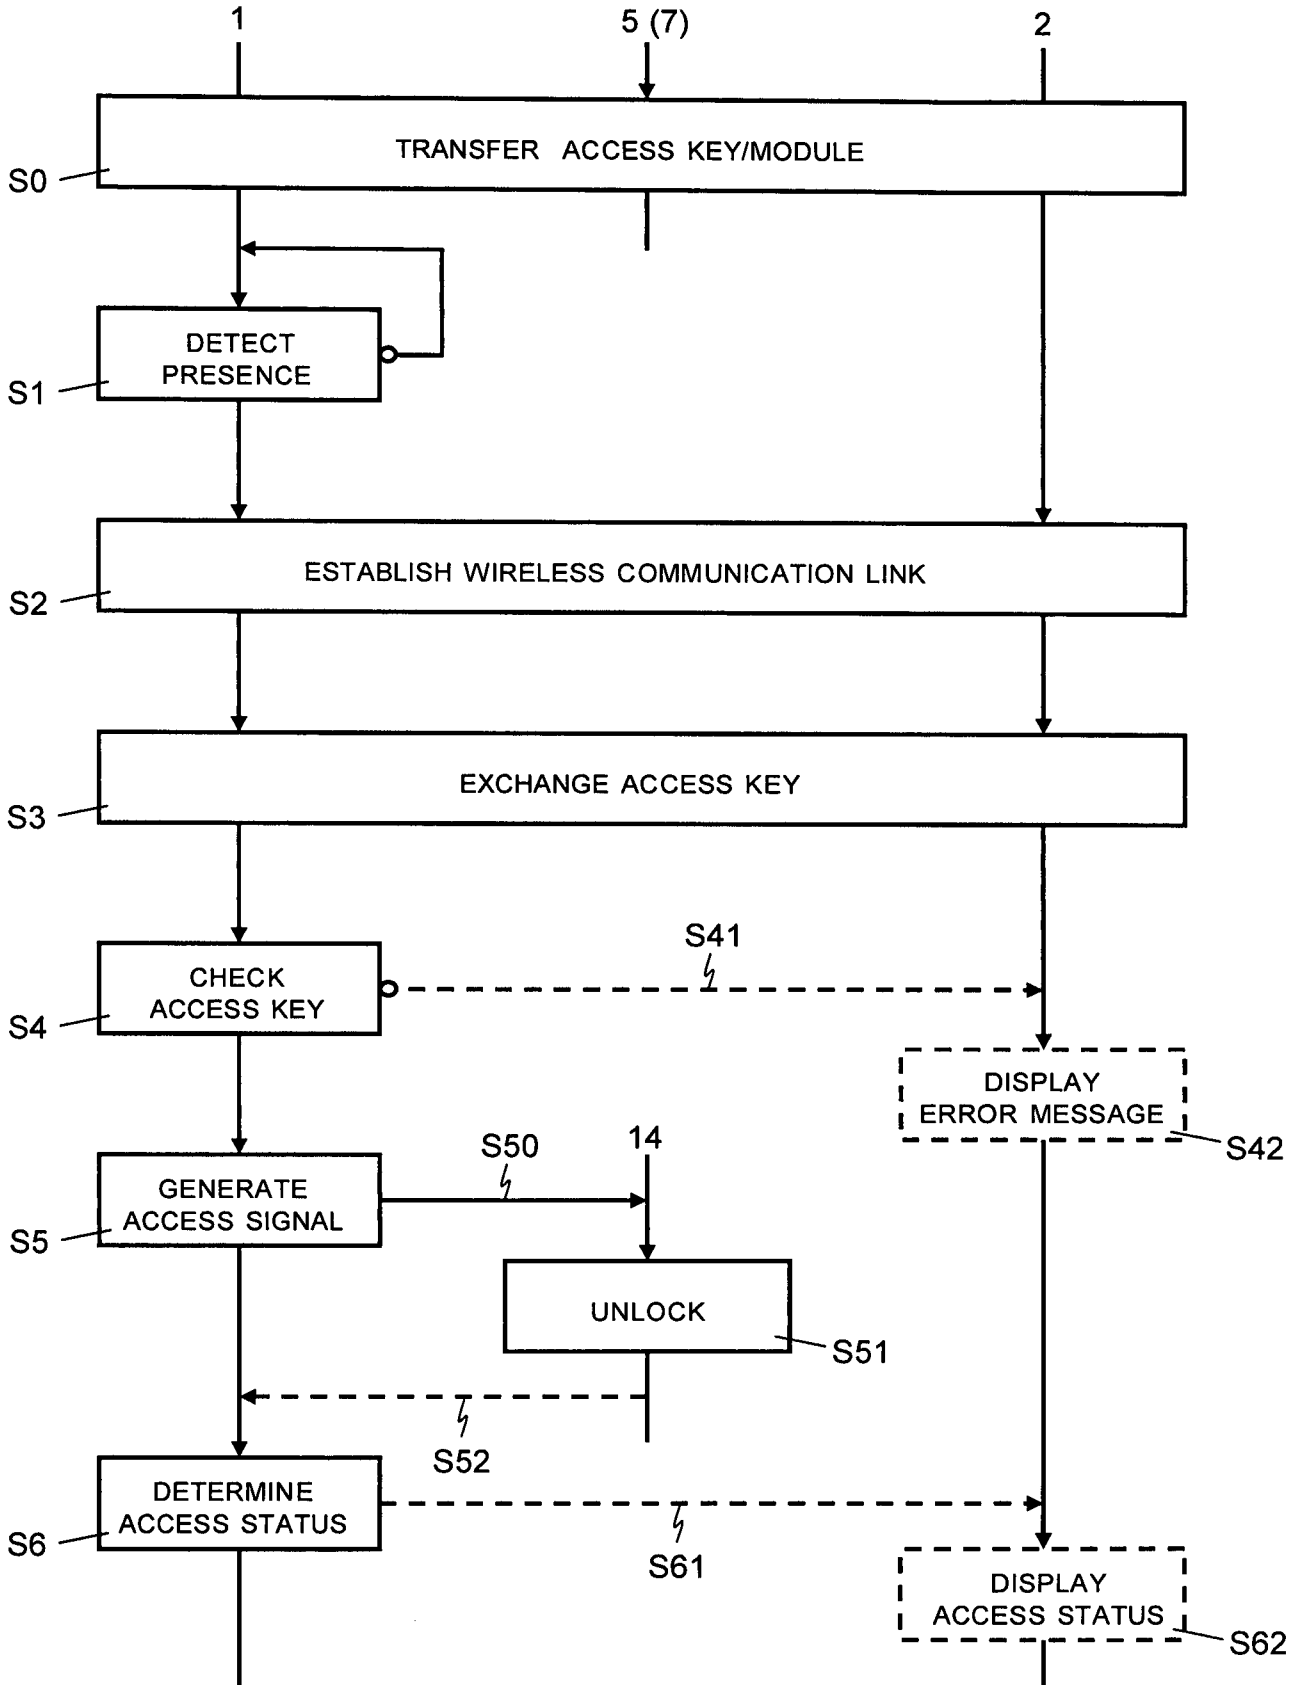 1
5 (7)
2
TRANSFER ACCESS KEY/MODULE
S0
DETECT
PRESENCE
S1
ESTABLISH WIRELESS COMMUNICATION LINK
S2
EXCHANGE ACCESS KEY
S3
S41
CHECK
ACCESS KEY
S4
DISPLAY
ERROR MESSAGE
S42
S50
14
GENERATE
ACCESS SIGNAL
S5
UNLOCK
S51
S52
DETERMINE
ACCESS STATUS
S6
S61
DISPLAY
ACCESS STATUS
S62